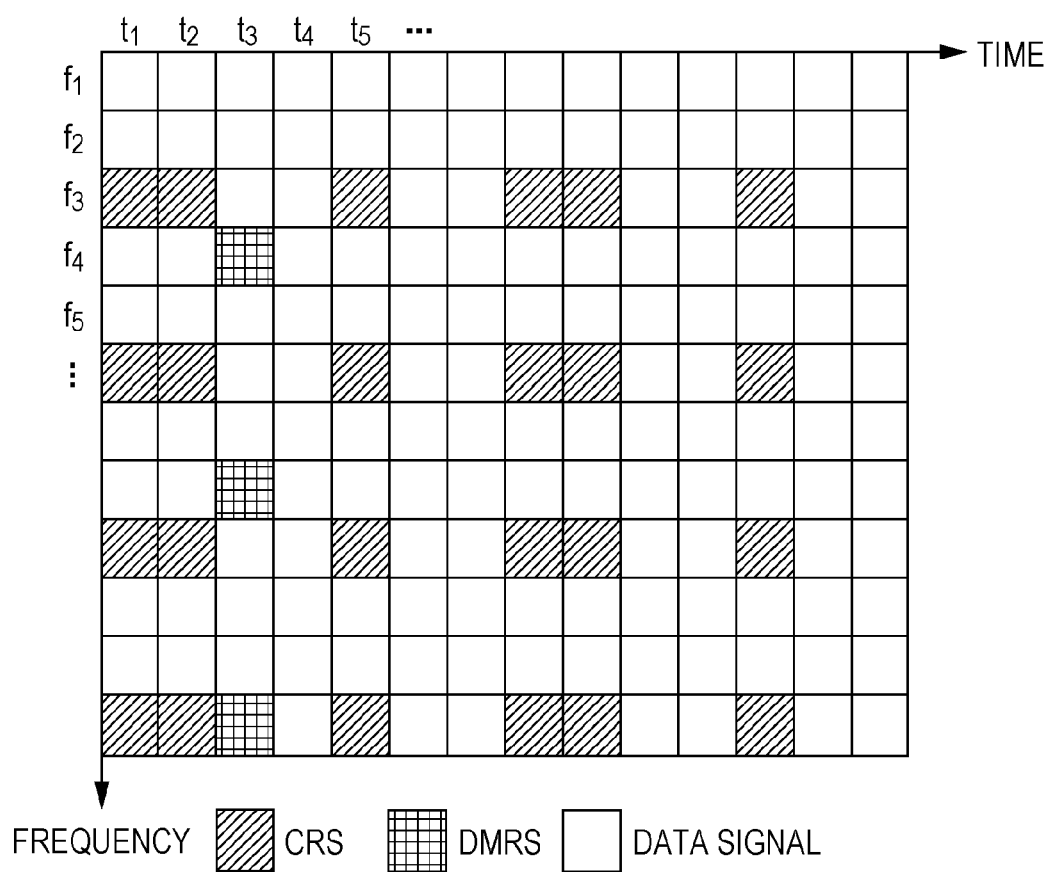 t1 t2 t3 t4 t5 ...
TIME
f1
f2
f3
f4
f5
...
FREQUENCY CRS DMRS DATA SIGNAL